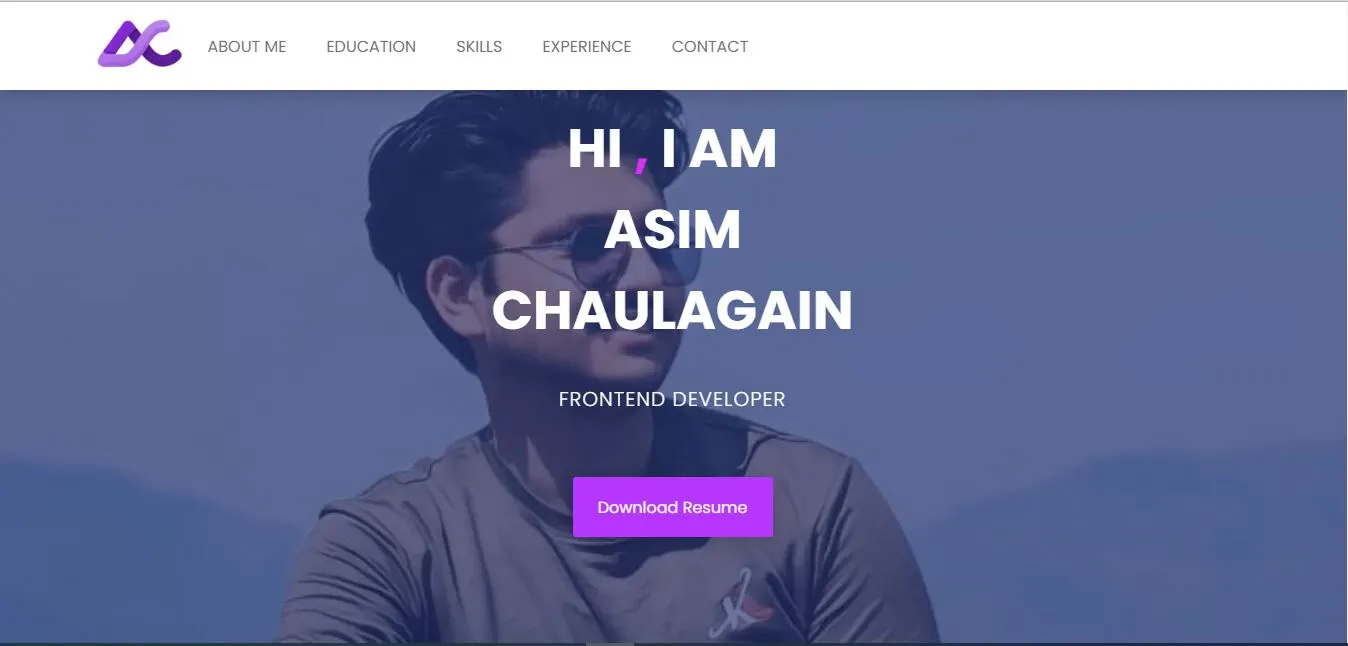 ABOUT ME
EDUCATION
SKILLS
EXPERIENCE
CONTACT
HI , I AM
ASIM
CHAULAGAIN
FRONTEND DEVELOPER
Download Resume